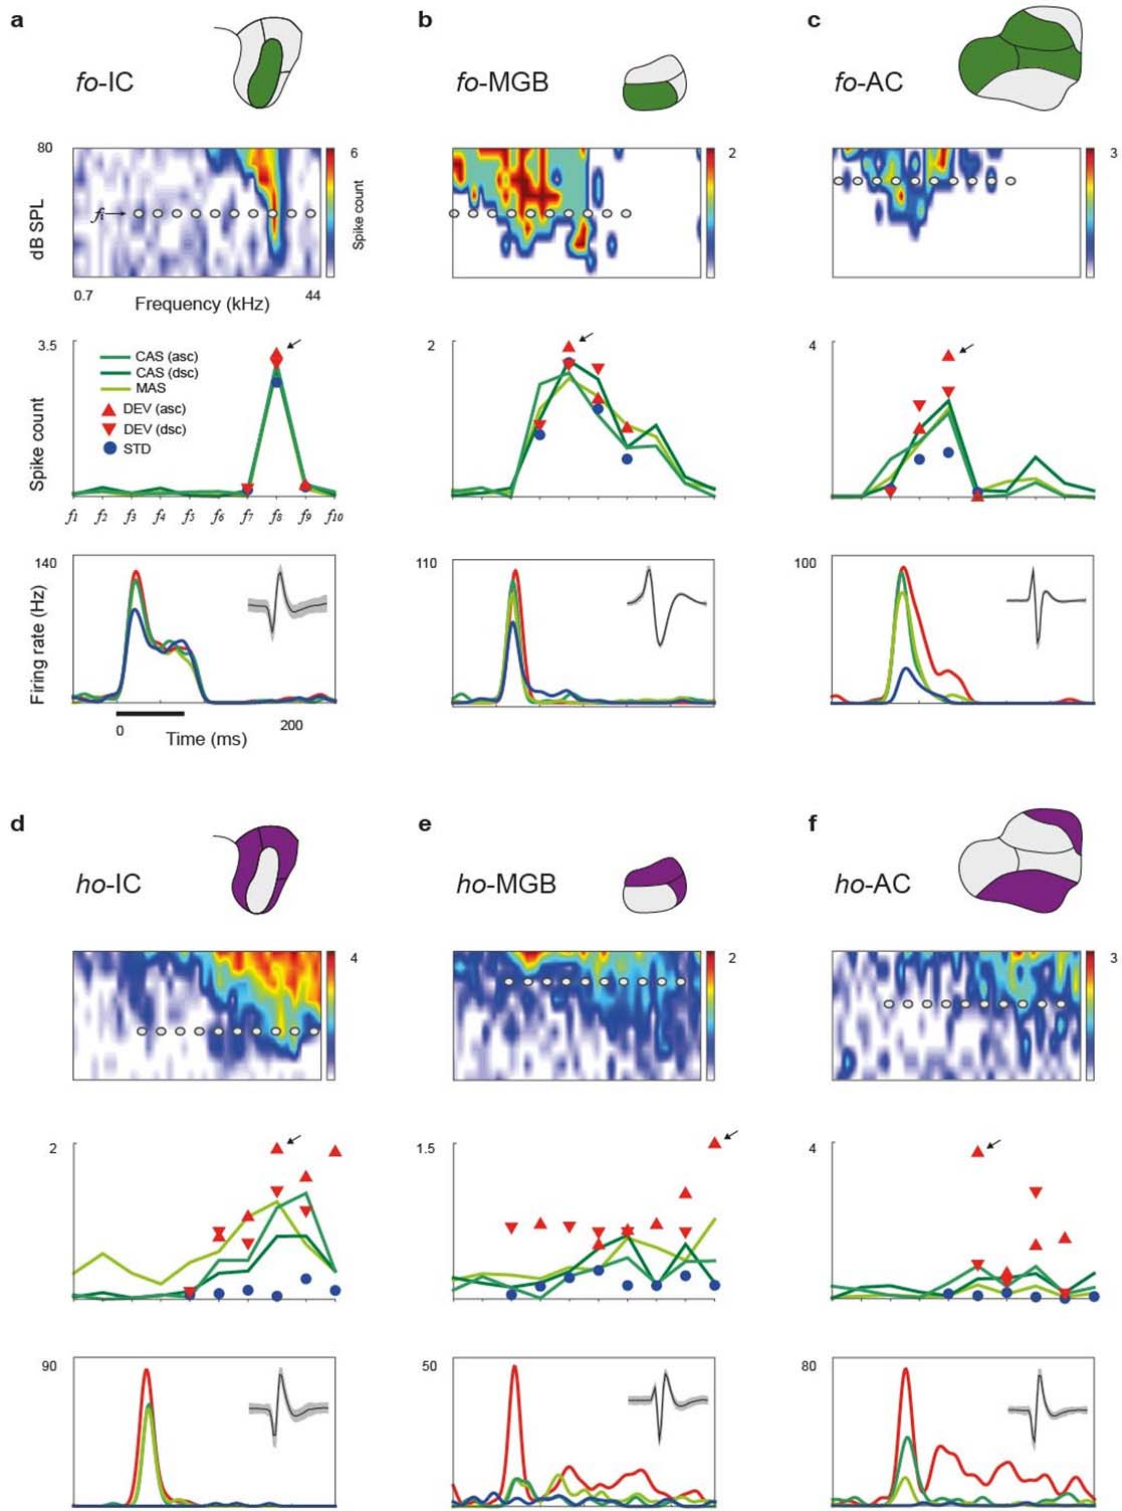 a
b
c
fo-IC
fo-MGB
fo-AC
80
6
2
3
dB SPL
fi
Spike count
0.7
44
Frequency (kHz)
3.5
2
4
CAS (asc)
CAS (dsc)
MAS
DEV (asc)
DEV (dsc)
STD
Spike count
f1 f2 f3 f4 f5 f6 f7 f8 f9 f10
140
110
100
Firing rate (Hz)
0
200
Time (ms)
d
e
f
ho-IC
ho-MGB
ho-AC
4
2
3
2
1.5
4
90
50
80